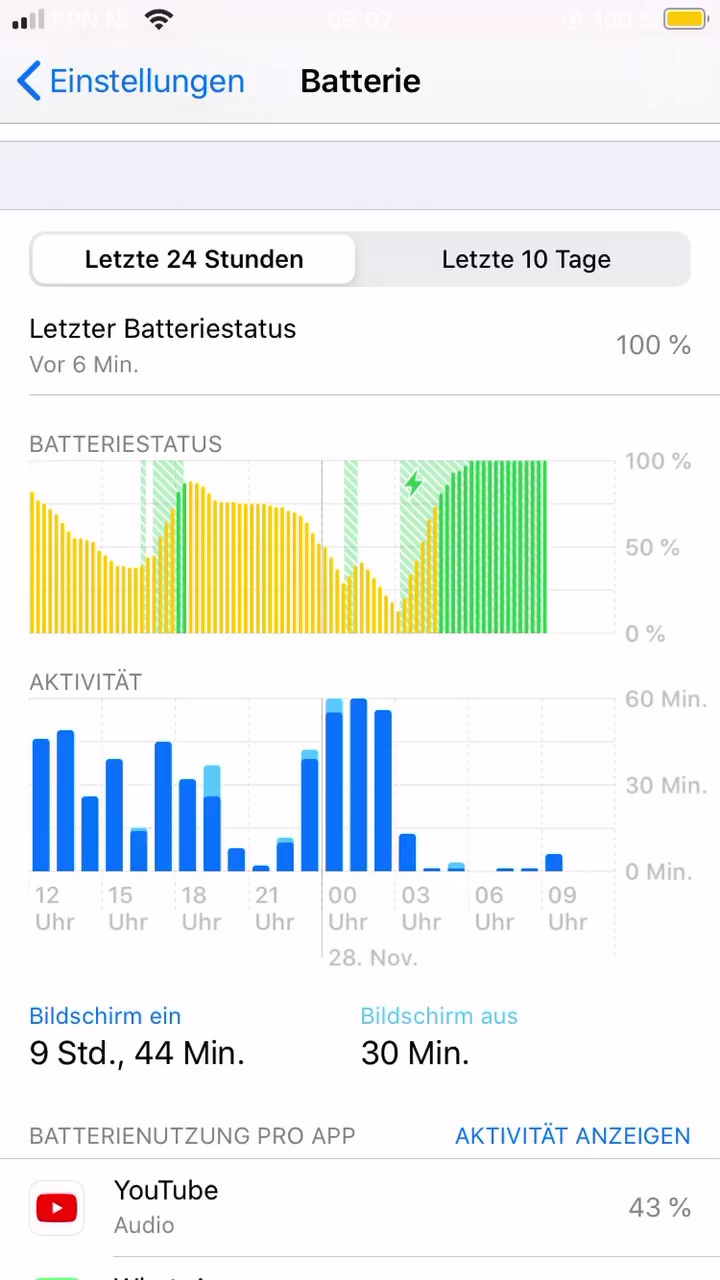 KPN NL 09:07 100 %
Einstellungen Batterie
Letzte 24 Stunden Letzte 10 Tage
Letzter Batteriestatus 100 %
Vor 6 Min.
BATTERIESTATUS
100 %
50 %
0 %
AKTIVITÄT
60 Min.
30 Min.
0 Min.
12 15 18 21 00 03 06 09
Uhr Uhr Uhr Uhr Uhr Uhr Uhr Uhr
28. Nov.
Bildschirm ein Bildschirm aus
9 Std., 44 Min. 30 Min.
BATTERIENUTZUNG PRO APP AKTIVITÄT ANZEIGEN
YouTube 43 %
Audio